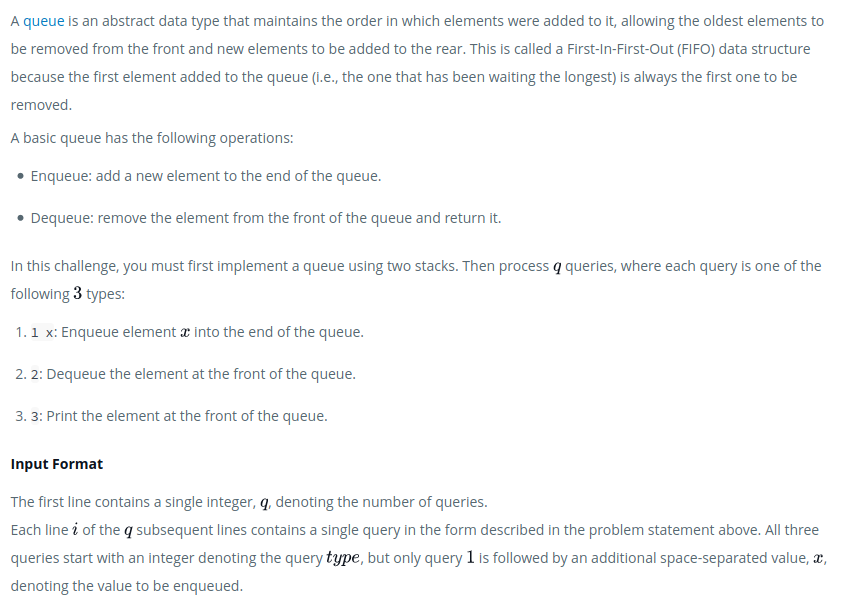 A queue is an abstract data type that maintains the order in which elements were added to it, allowing the oldest elements to
be removed from the front and new elements to be added to the rear. This is called a First-In-First-Out (FIFO) data structure
because the first element added to the queue (i.e., the one that has been waiting the longest) is always the first one to be
removed.
A basic queue has the following operations:
• Enqueue: add a new element to the end of the queue.
• Dequeue: remove the element from the front of the queue and return it.
In this challenge, you must first implement a queue using two stacks. Then process q queries, where each query is one of the
following 3 types:
1. 1 x: Enqueue element x into the end of the queue.
2. 2: Dequeue the element at the front of the queue.
3. 3: Print the element at the front of the queue.
Input Format
The first line contains a single integer, q, denoting the number of queries.
Each line i of the q subsequent lines contains a single query in the form described in the problem statement above. All three
queries start with an integer denoting the query type, but only query 1 is followed by an additional space-separated value, x,
denoting the value to be enqueued.